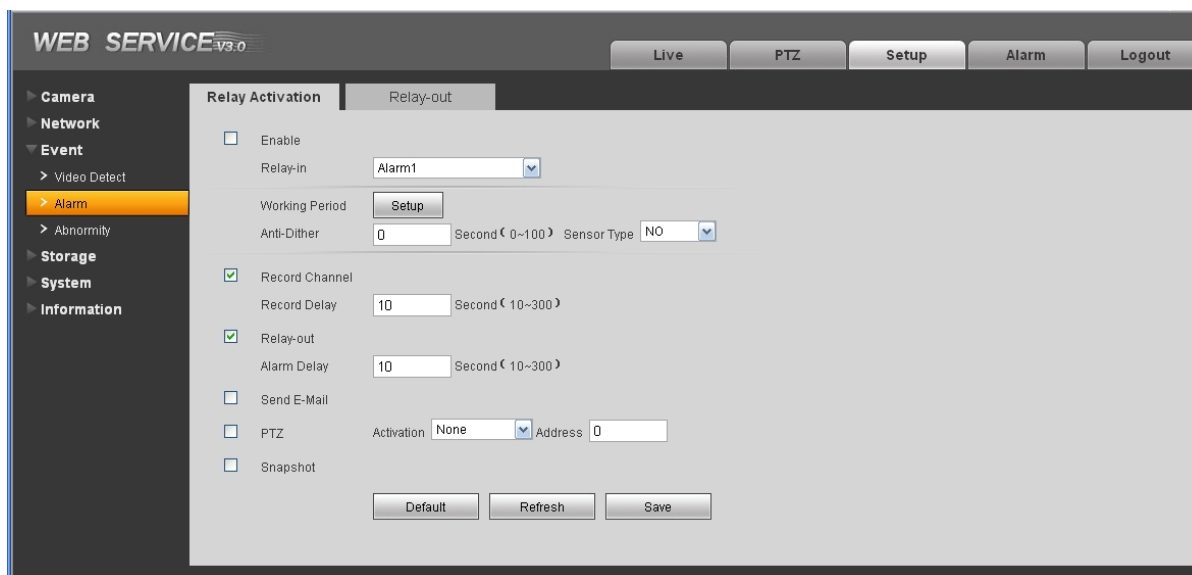 WEB SERVICE V3.0
Live PTZ Setup Alarm Logout
Camera
Network
Event
> Video Detect
> Alarm
> Abnormity
Storage
System
Information
Relay Activation Relay-out
Enable
Relay-in Alarm1
Working Period Setup
Anti-Dither 0 Second(0~100) Sensor Type NO
Record Channel
Record Delay 10 Second(10~300)
Relay-out
Alarm Delay 10 Second(10~300)
Send E-Mail
PTZ Activation None Address 0
Snapshot
Default Refresh Save